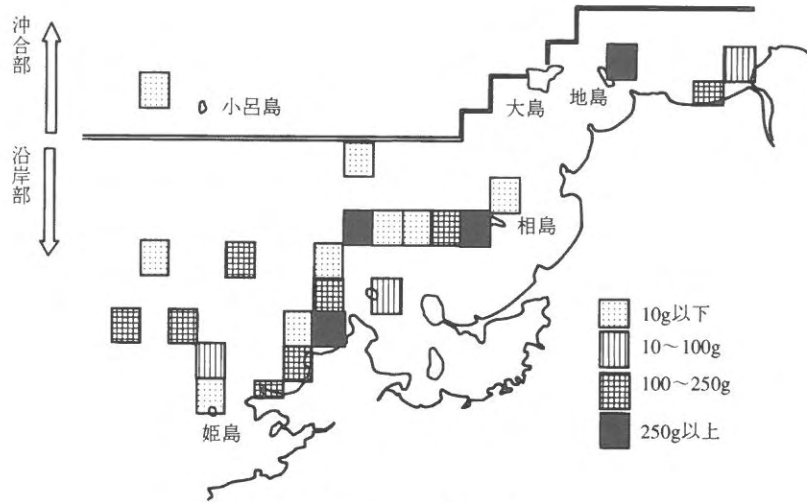 沖合部
沿岸部
小呂島
大島
地島
相島
姫島
10g以下
10～100g
100～250g
250g以上